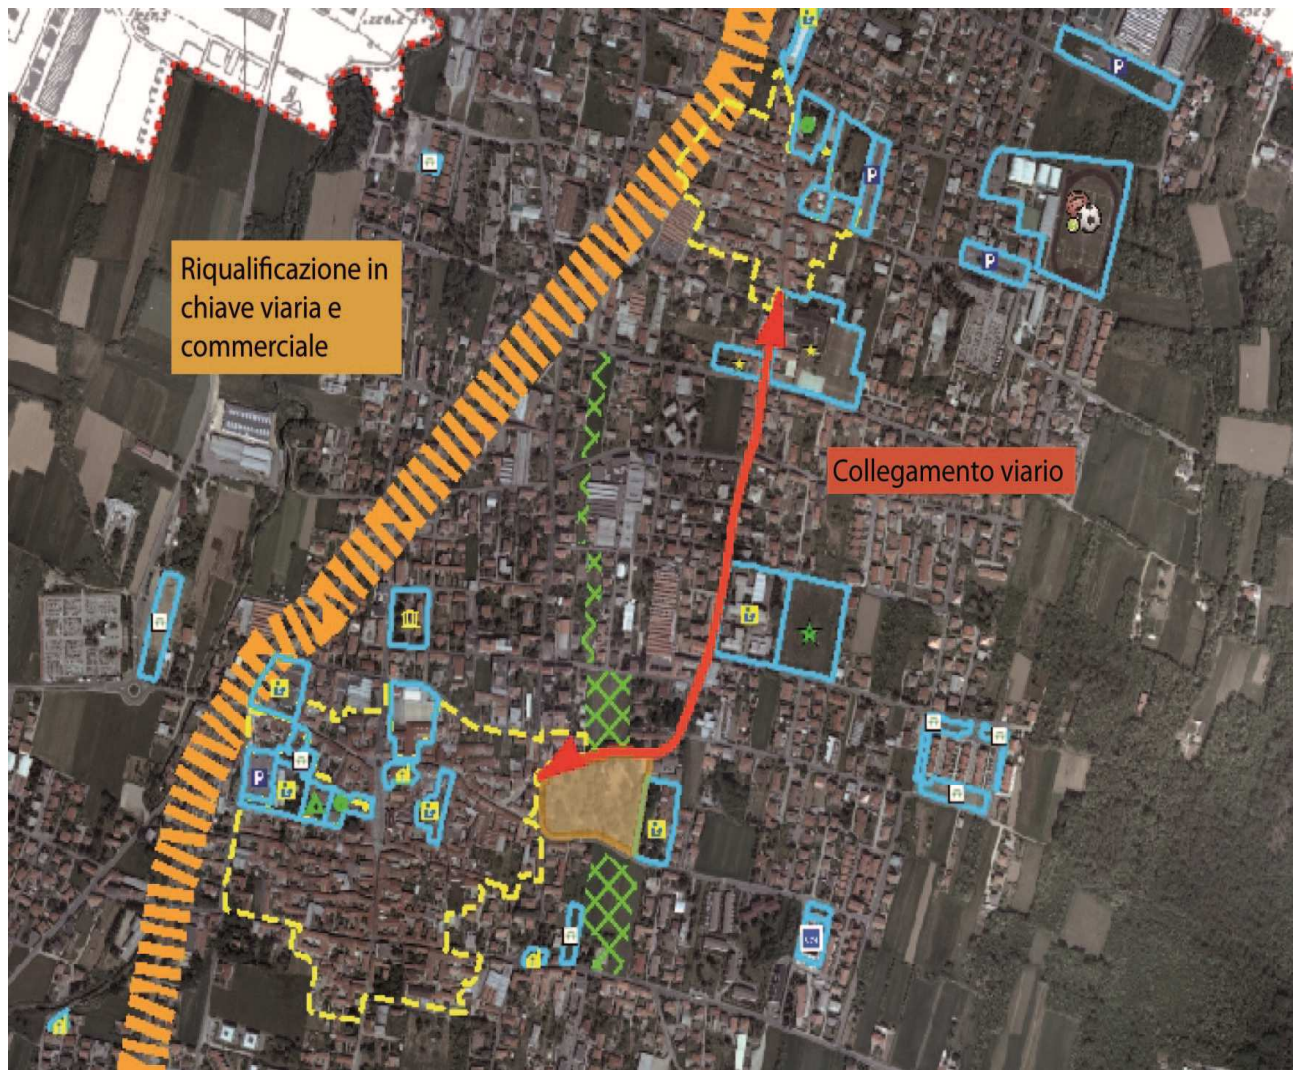 Riqualificazione in
chiave viaria e
commerciale
Collegamento viario
P
P
P
P